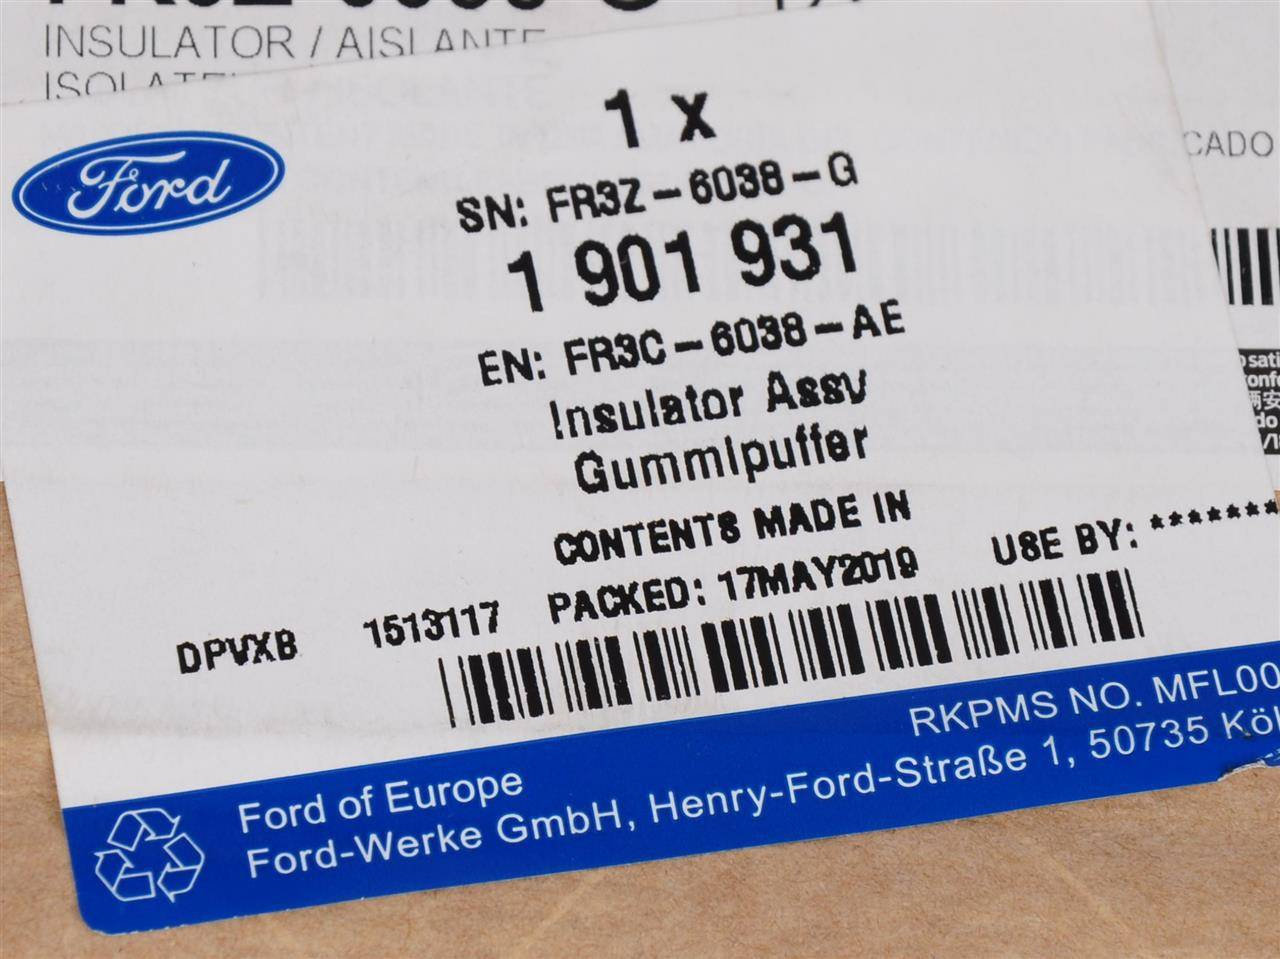 INSULATOR / AISLANTE
CADO
Ford
1 x
SN: FR3Z-6038-G
1 901 931
EN: FR3C-6038-AE
Insulator Assy
Gummipuffer
CONTENTS MADE IN
PACKED: 17MAY2019
USE BY: *******
DPVXB
1513117
RKPMS NO. MFL00
Ford of Europe
Ford-Werke GmbH, Henry-Ford-Straße 1, 50735 Köl